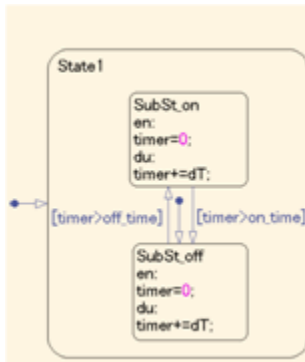 State1
SubSt_on
en:
timer=0;
du:
timer+=dT;
[timer>off_time]
[timer>on_time]
SubSt_off
en:
timer=0;
du:
timer+=dT;